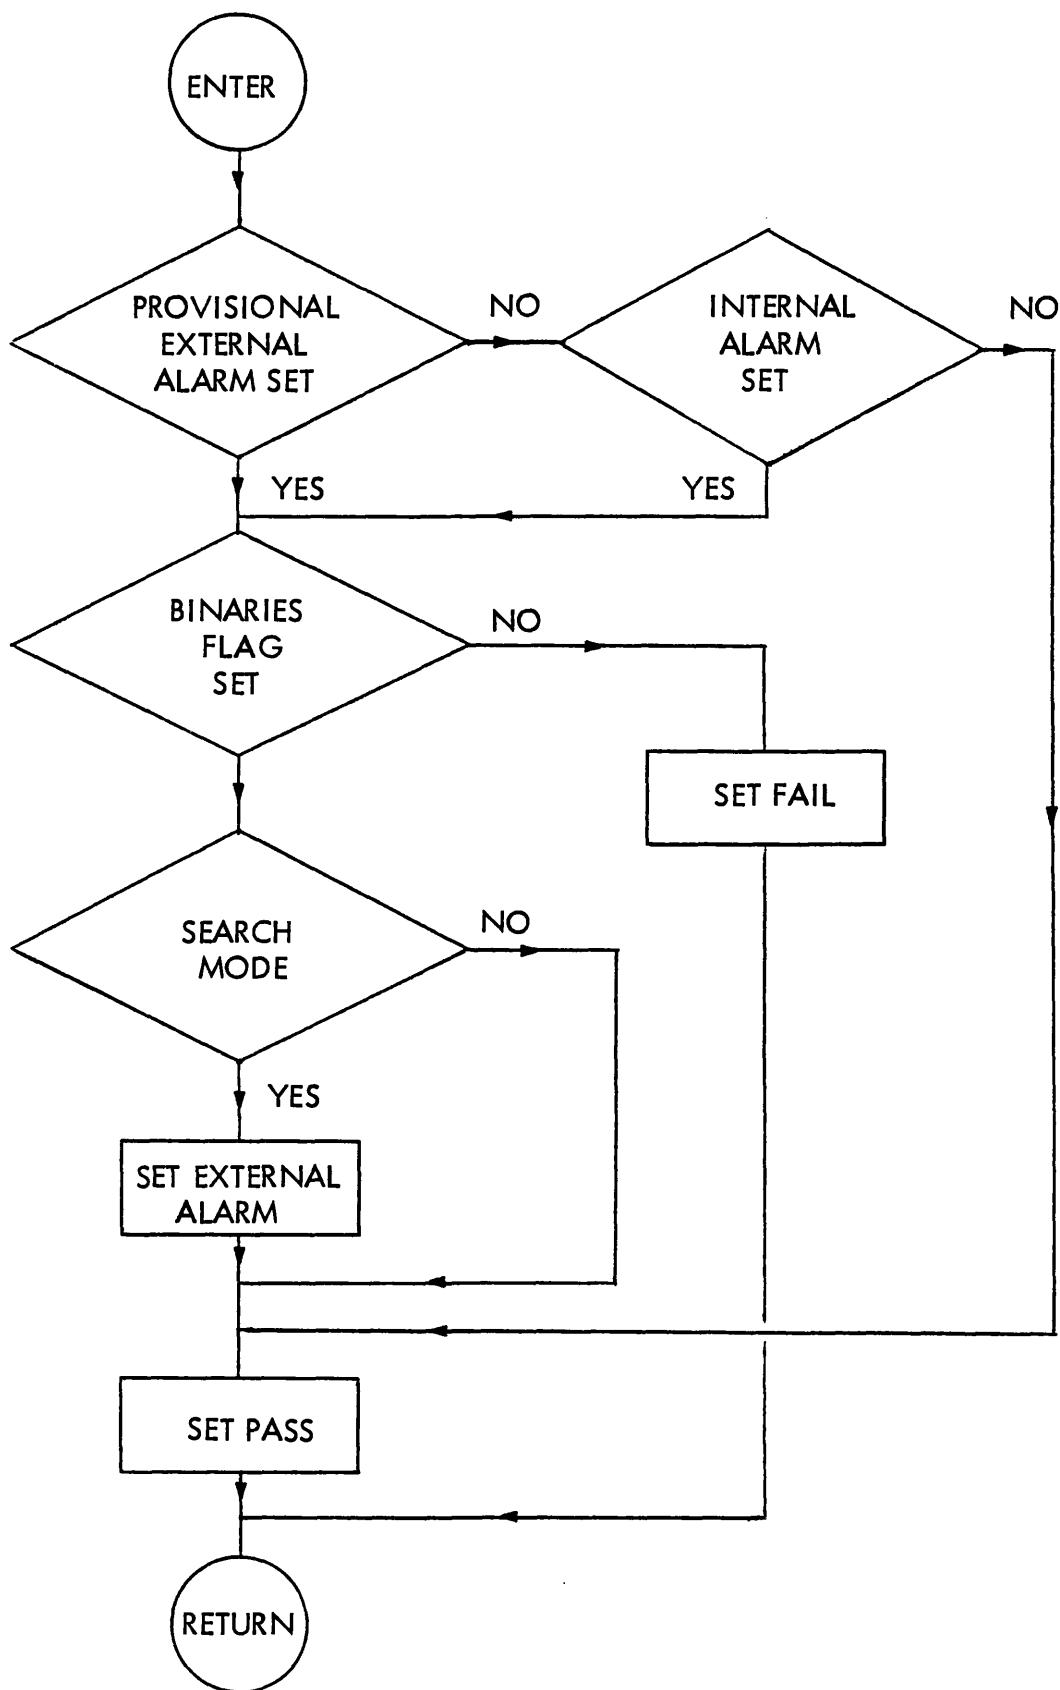 ENTER
PROVISIONAL
EXTERNAL
ALARM SET
NO
INTERNAL
ALARM
SET
NO
YES
YES
BINARIES
FLAG
SET
NO
SET FAIL
SEARCH
MODE
NO
YES
SET EXTERNAL
ALARM
SET PASS
RETURN